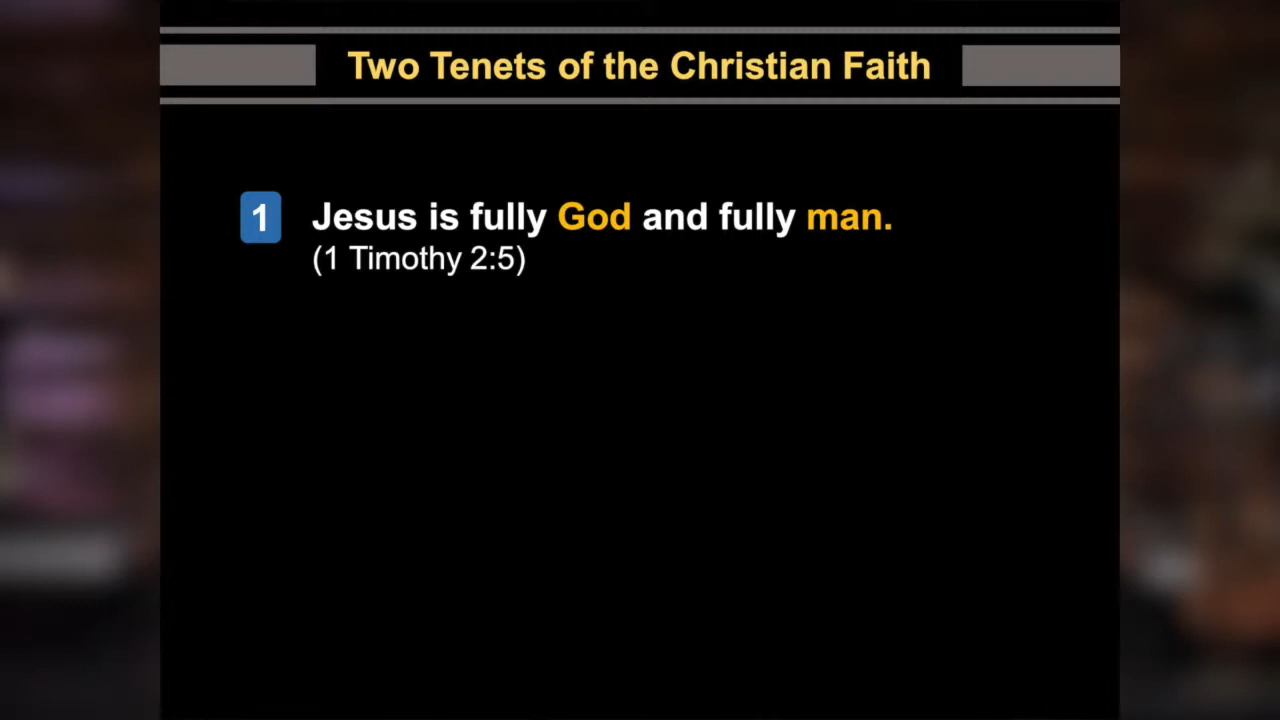 Two Tenets of the Christian Faith
1 Jesus is fully God and fully man.
(1 Timothy 2:5)